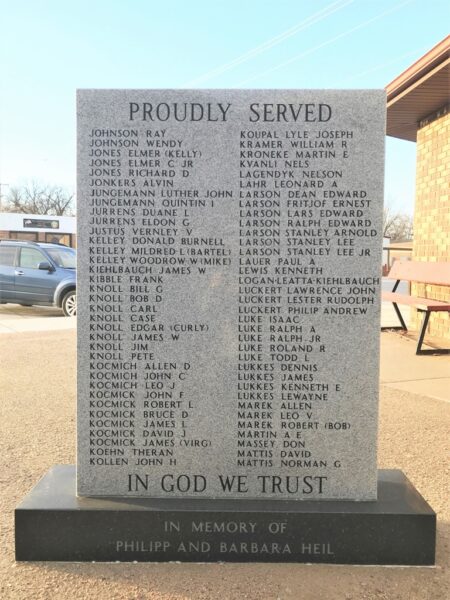 PROUDLY SERVED
JOHNSON RAY
JOHNSON WENDY
JONES ELMER (KELLY)
JONES ELMER C JR
JONES RICHARD D
JONKERS ALVIN
JUNGEMANN LUTHER JOHN
JUNGEMANN QUINTIN I
JURRENS DUANE L
JURRENS ELDON G
JUSTUS VERNLEY V
KELLEY DONALD BURNELL
KELLEY MILDRED L (BARTEL)
KELLEY WOODROW W (MIKE)
KIEHLBAUCH JAMES W
KIBBLE FRANK
KNOLL BILL G
KNOLL BOB D
KNOLL CARL
KNOLL CASE
KNOLL EDGAR (CURLY)
KNOLL JAMES W
KNOLL JIM
KNOLL PETE
KOCMICH ALLEN D
KOCMICH JOHN C
KOCMICH LEO J
KOCMICK JOHN F
KOCMICK ROBERT L
KOCMICK BRUCE D
KOCMICK JAMES L
KOCMICK DAVID J
KOCMICK JAMES (VIRG)
KOEHN THERAN
KOLLEN JOHN H
KOUPAL LYLE JOSEPH
KRAMER WILLIAM R
KRONEKE MARTIN E
KVANLI NELS
LAGENDYK NELSON
LAHR LEONARD A
LARSON DEAN EDWARD
LARSON FRITJOF ERNEST
LARSON LARS EDWARD
LARSON RALPH EDWARD
LARSON STANLEY ARNOLD
LARSON STANLEY LEE
LARSON STANLEY LEE JR
LAUER PAUL A
LEWIS KENNETH
LOGAN-LEATTA-KIEHLBAUCH
LUCKERT LAWRENCE JOHN
LUCKERT LESTER RUDOLPH
LUCKERT PHILIP ANDREW
LUKE ISAAC
LUKE RALPH A
LUKE RALPH JR
LUKE ROLAND R
LUKE TODD L
LUKKES DENNIS
LUKKES JAMES
LUKKES KENNETH E
LUKKES LEWAYNE
MAREK ALLEN
MAREK LEO V
MAREK ROBERT (BOB)
MARTIN A E
MASSEY DON
MATTIS DAVID
MATTIS NORMAN G
IN GOD WE TRUST
IN MEMORY OF
PHILIPP AND BARBARA HEIL